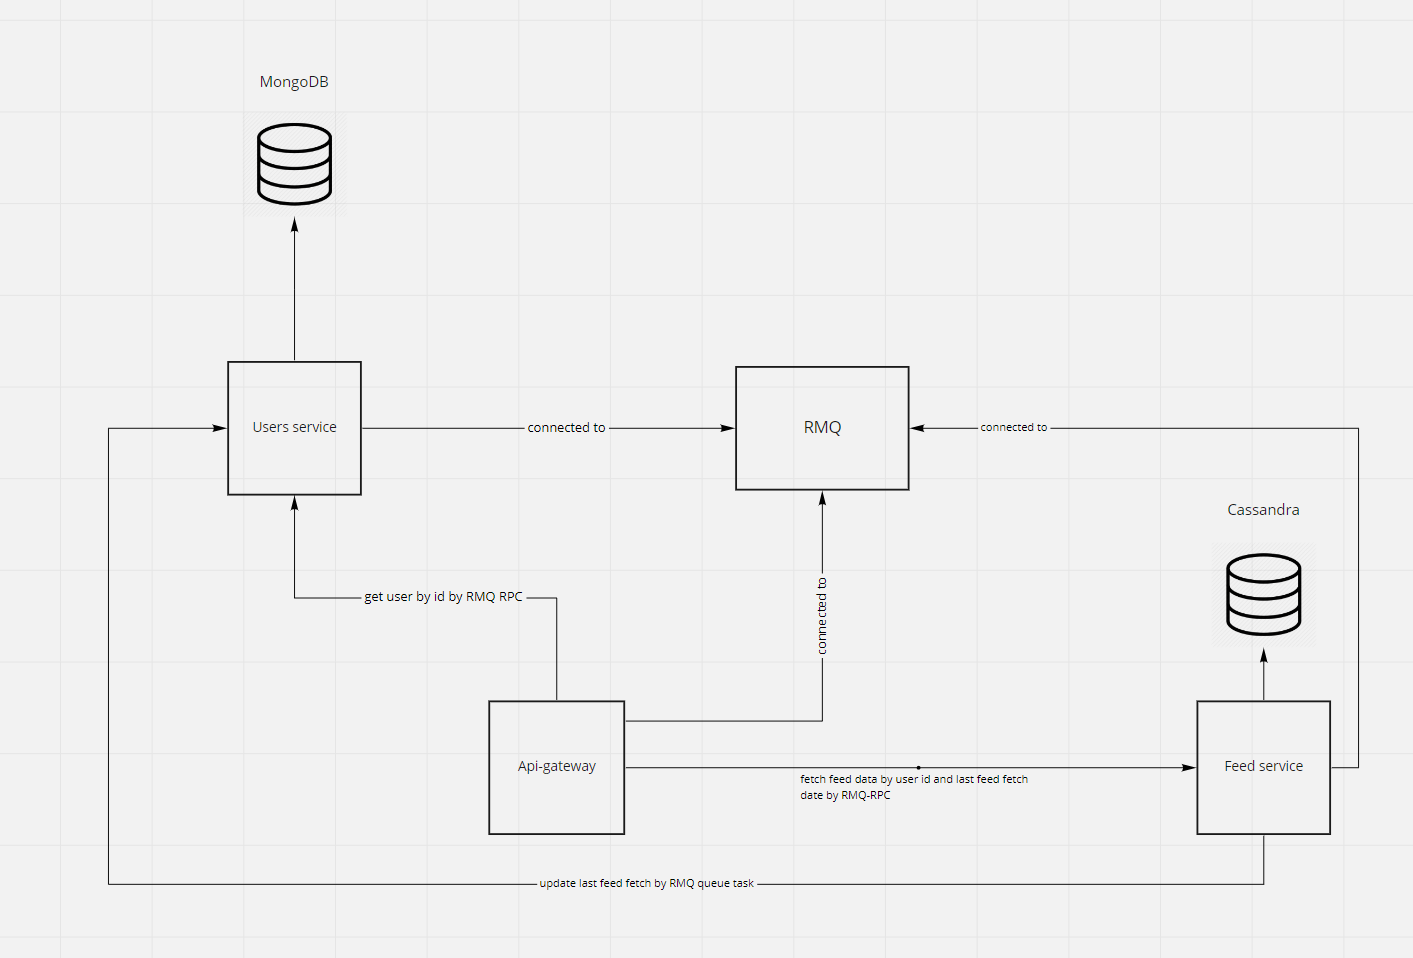 MongoDB
Users service
connected to
RMQ
connected to
Cassandra
get user by id by RMQ RPC
connected to
Api-gateway
fetch feed data by user id and last feed fetch
date by RMQ-RPC
Feed service
update last feed fetch by RMQ queue task